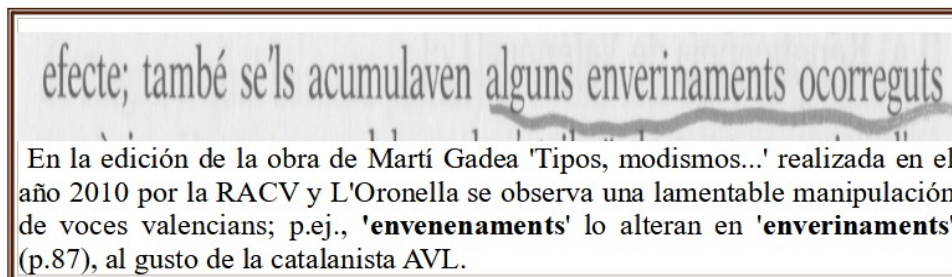 efecte; també se'ls acumulaven alguns enverinaments ocorreguts
En la edición de la obra de Martí Gadea 'Tipos, modismos...' realizada en el
año 2010 por la RACV y L'Oronella se observa una lamentable manipulación
de voces valencians; p.ej., 'envenenaments' lo alteran en 'enverinaments'
(p.87), al gusto de la catalanista AVL.